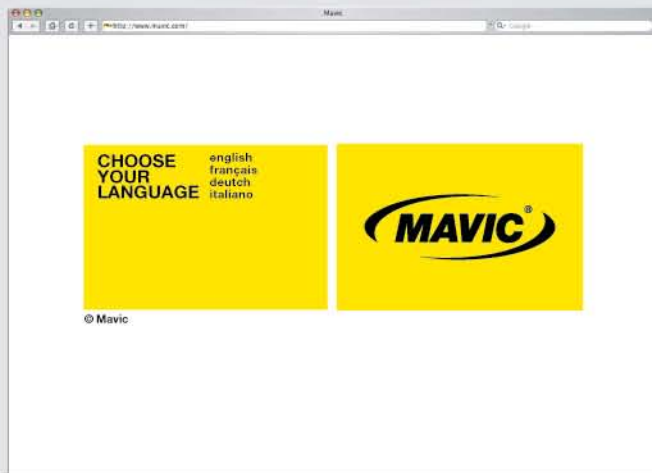 Mavic
http://www.mavic.com/
Google
CHOOSE
YOUR
LANGUAGE
english
français
deutch
italiano
MAVIC®
© Mavic